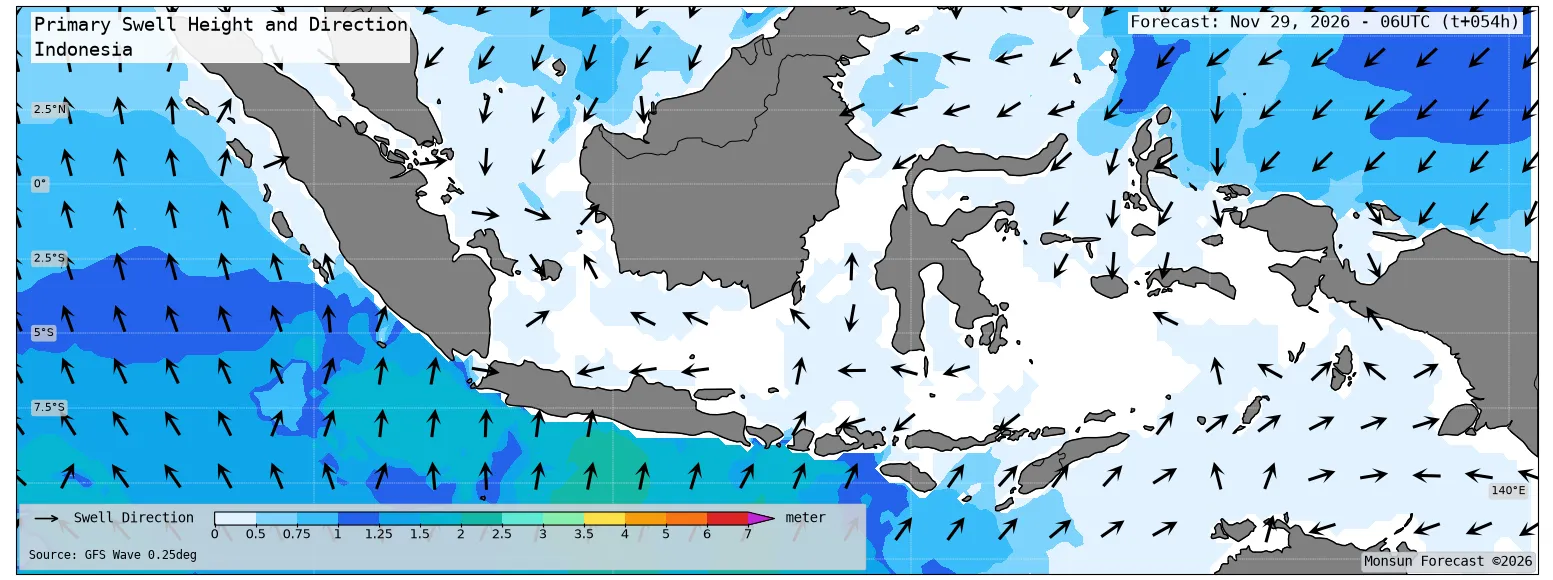 Primary Swell Height and Direction
Indonesia
Forecast: Nov 29, 2026 - 06UTC (t+054h)
2.5°N
0°
2.5°S
5°S
7.5°S
140°E
Swell Direction
0 0.5 0.75 1 1.25 1.5 2 2.5 3 3.5 4 5 6 7
meter
Source: GFS Wave 0.25deg
Monsun Forecast ©2026